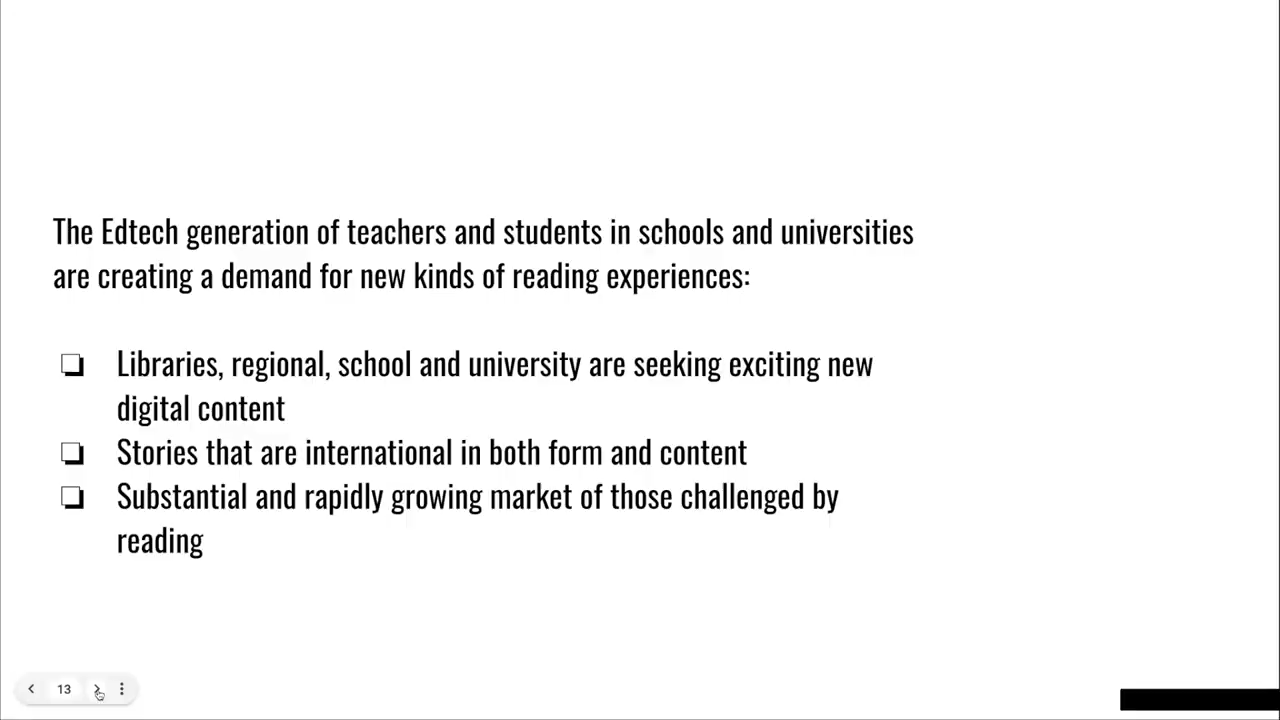 The Edtech generation of teachers and students in schools and universities
are creating a demand for new kinds of reading experiences:
❏ Libraries, regional, school and university are seeking exciting new
digital content
❏ Stories that are international in both form and content
❏ Substantial and rapidly growing market of those challenged by
reading
13